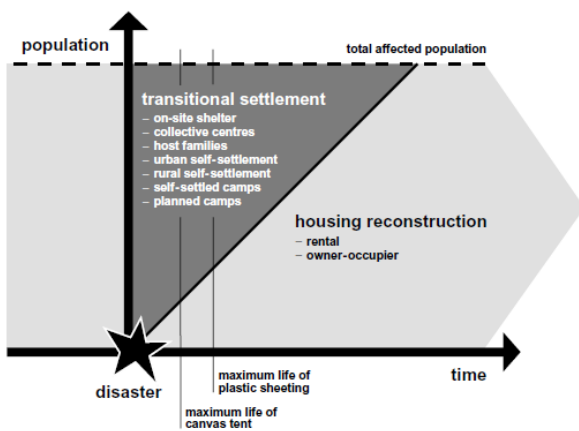 population
total affected population
transitional settlement
– on-site shelter
– collective centres
– host families
– urban self-settlement
– rural self-settlement
– self-settled camps
– planned camps
housing reconstruction
– rental
– owner-occupier
disaster
time
maximum life of
plastic sheeting
maximum life of
canvas tent